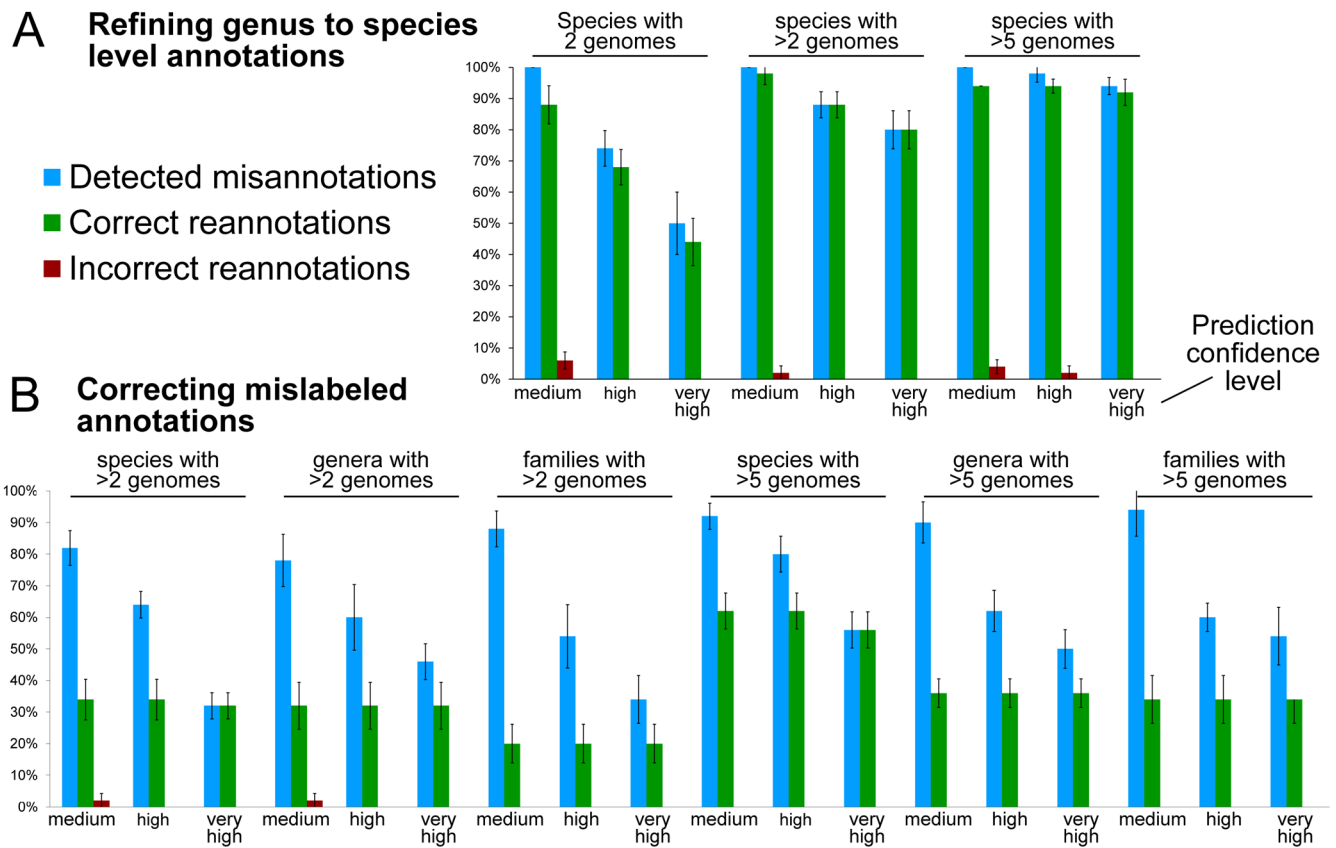 A
Refining genus to species
level annotations
Detected misannotations
Correct reannotations
Incorrect reannotations
Species with
2 genomes
species with
>2 genomes
species with
>5 genomes
100%
90%
80%
70%
60%
50%
40%
30%
20%
10%
0%
medium
high
very
high
medium
high
very
high
medium
high
very
high
Prediction
confidence
level
B
Correcting mislabeled
annotations
species with
>2 genomes
genera with
>2 genomes
families with
>2 genomes
species with
>5 genomes
genera with
>5 genomes
families with
>5 genomes
100%
90%
80%
70%
60%
50%
40%
30%
20%
10%
0%
medium
high
very
high
medium
high
very
high
medium
high
very
high
medium
high
very
high
medium
high
very
high
medium
high
very
high